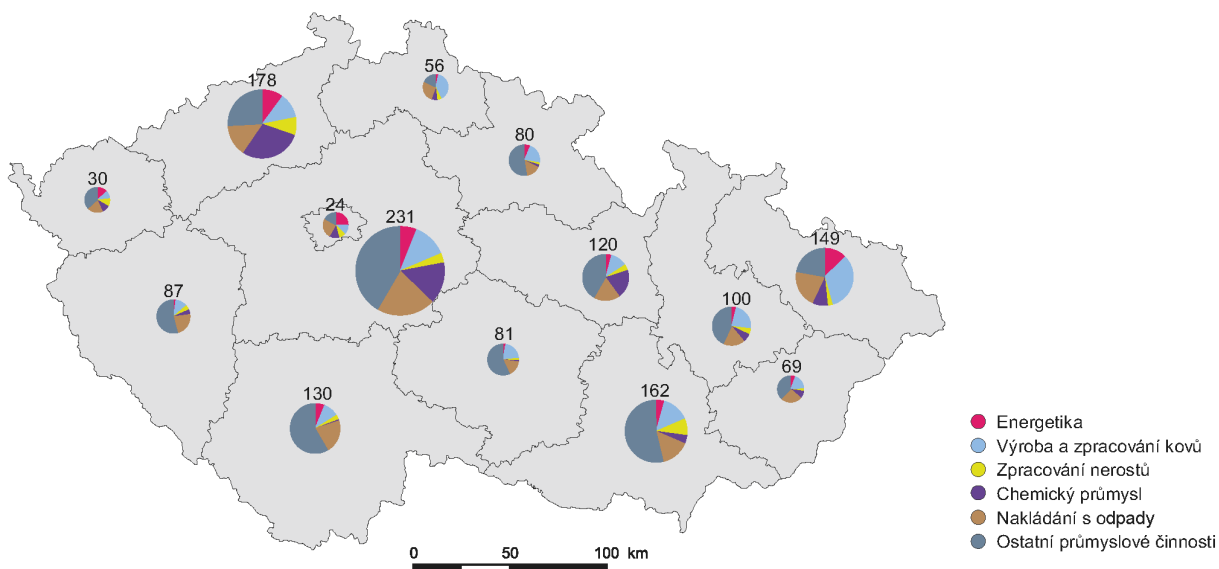 56
178
80
30
24
231
120
149
87
100
81
69
130
162
Energetika
Výroba a zpracování kovů
Zpracování nerostů
Chemický průmysl
Nakládání s odpady
Ostatní průmyslové činnosti
0 50 100 km